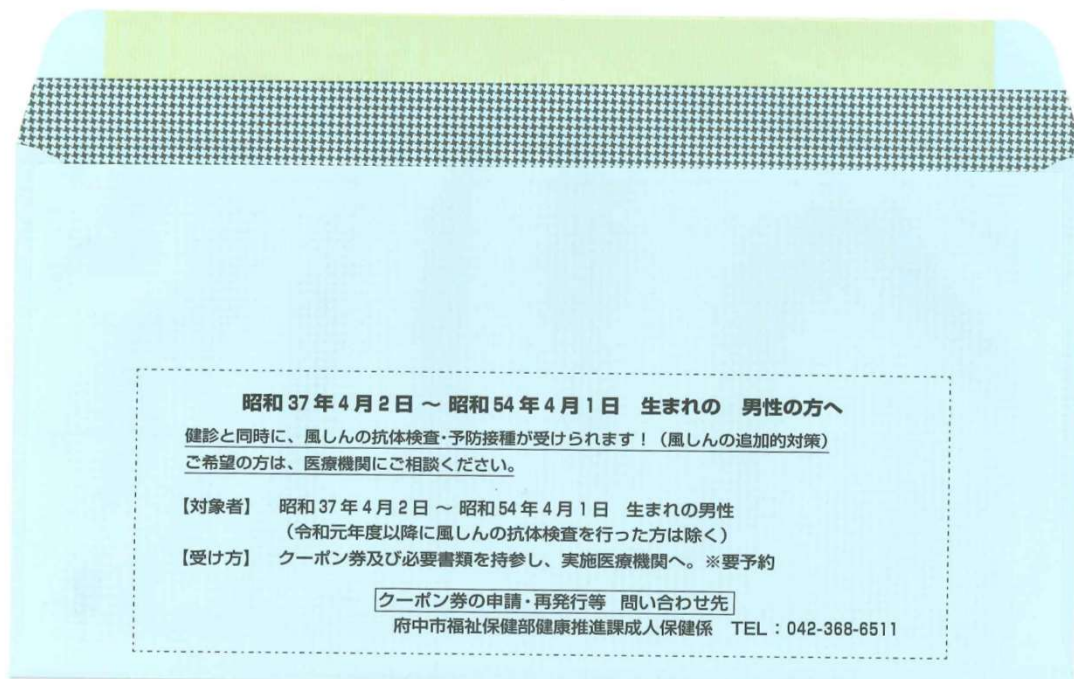 昭和37年4月2日 ～ 昭和54年4月1日　生まれの　男性の方へ
健診と同時に、風しんの抗体検査・予防接種が受けられます！（風しんの追加的対策）
ご希望の方は、医療機関にご相談ください。
【対象者】　昭和37年4月2日 ～ 昭和54年4月1日　生まれの男性
（令和元年度以降に風しんの抗体検査を行った方は除く）
【受け方】　クーポン券及び必要書類を持参し、実施医療機関へ。※要予約
クーポン券の申請・再発行等　問い合わせ先
府中市福祉保健部健康推進課成人保健係　TEL：042-368-6511